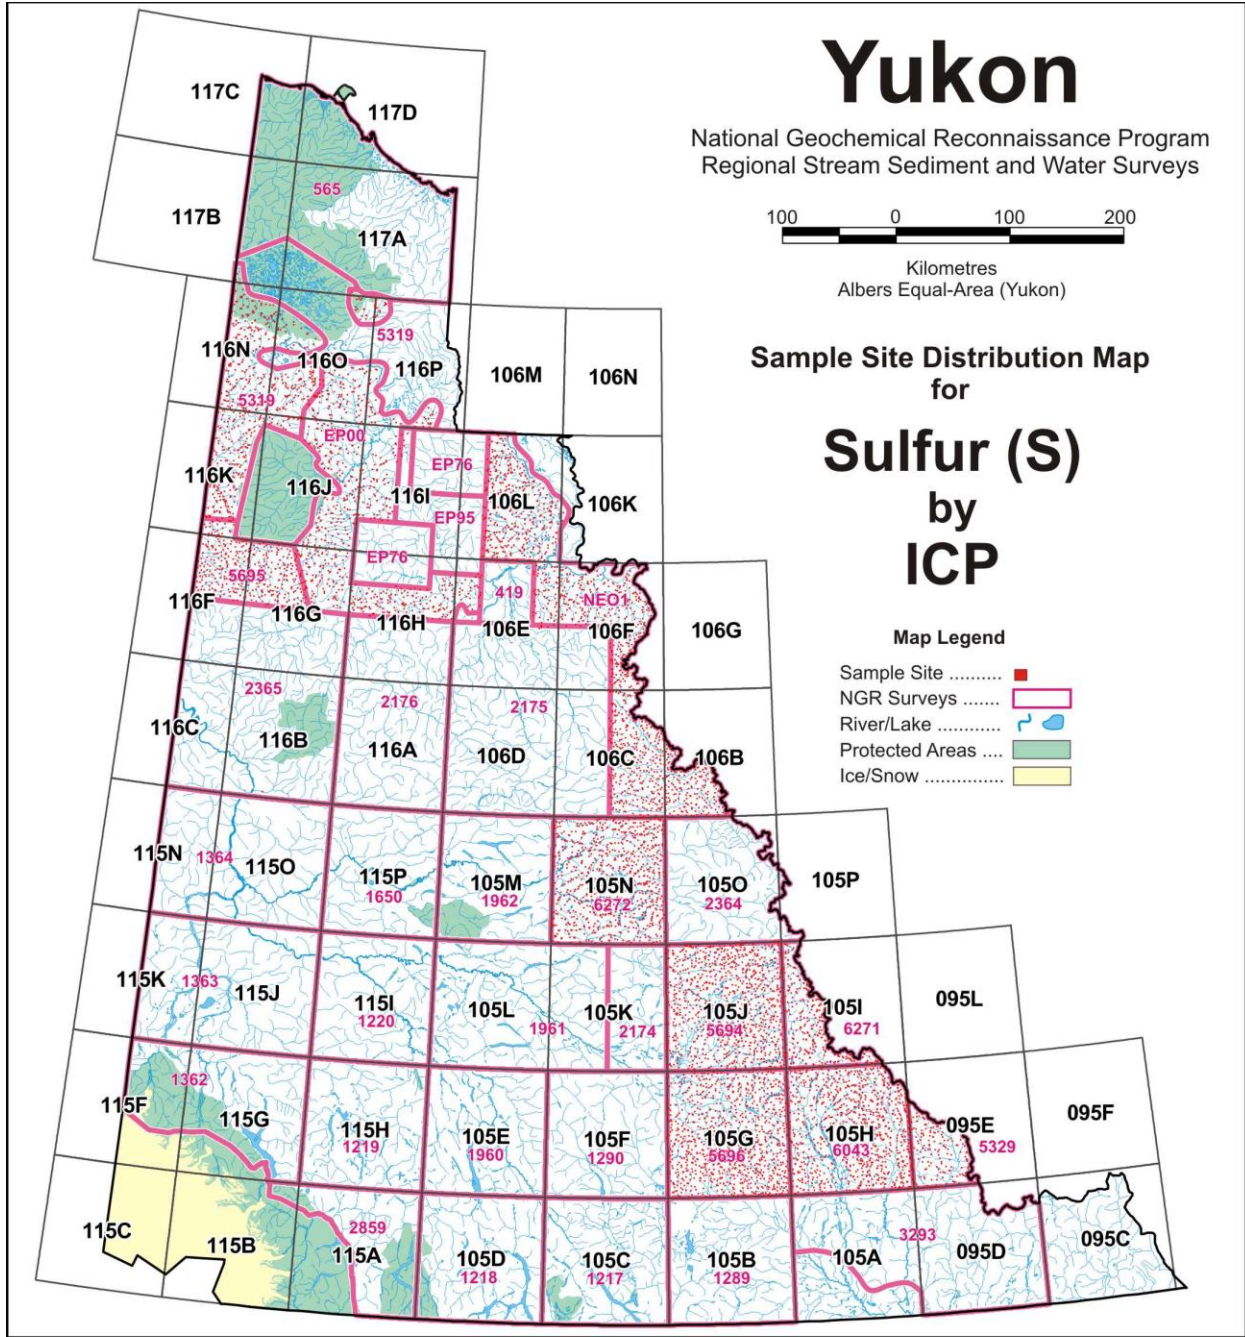 Yukon
National Geochemical Reconnaissance Program
Regional Stream Sediment and Water Surveys
100 0 100 200
Kilometres
Albers Equal-Area (Yukon)
Sample Site Distribution Map
for
Sulfur (S)
by
ICP
Map Legend
Sample Site ..........
NGR Surveys .......
River/Lake ............
Protected Areas ....
Ice/Snow ...............
117C
117D
565
117B
117A
5319
116N
116O
116P
106M
106N
5319
EP00
EP76
116K
116J
116I
106L
106K
EP95
EP76
5695
419
NEO1
116F
116G
116H
106E
106F
106G
2365
2176
2175
116C
116B
116A
106D
106C
106B
115N
1364
115O
115P
1650
105M
1962
105N
6272
105O
2364
105P
115K
1363
115J
115I
1220
105L
1961
105K
2174
105J
5694
105I
6271
095L
1362
115F
115G
115H
1219
105E
1960
105F
1290
105G
5696
105H
6043
095E
5329
095F
115C
115B
2859
115A
105D
1218
105C
1217
105B
1289
105A
3293
095D
095C